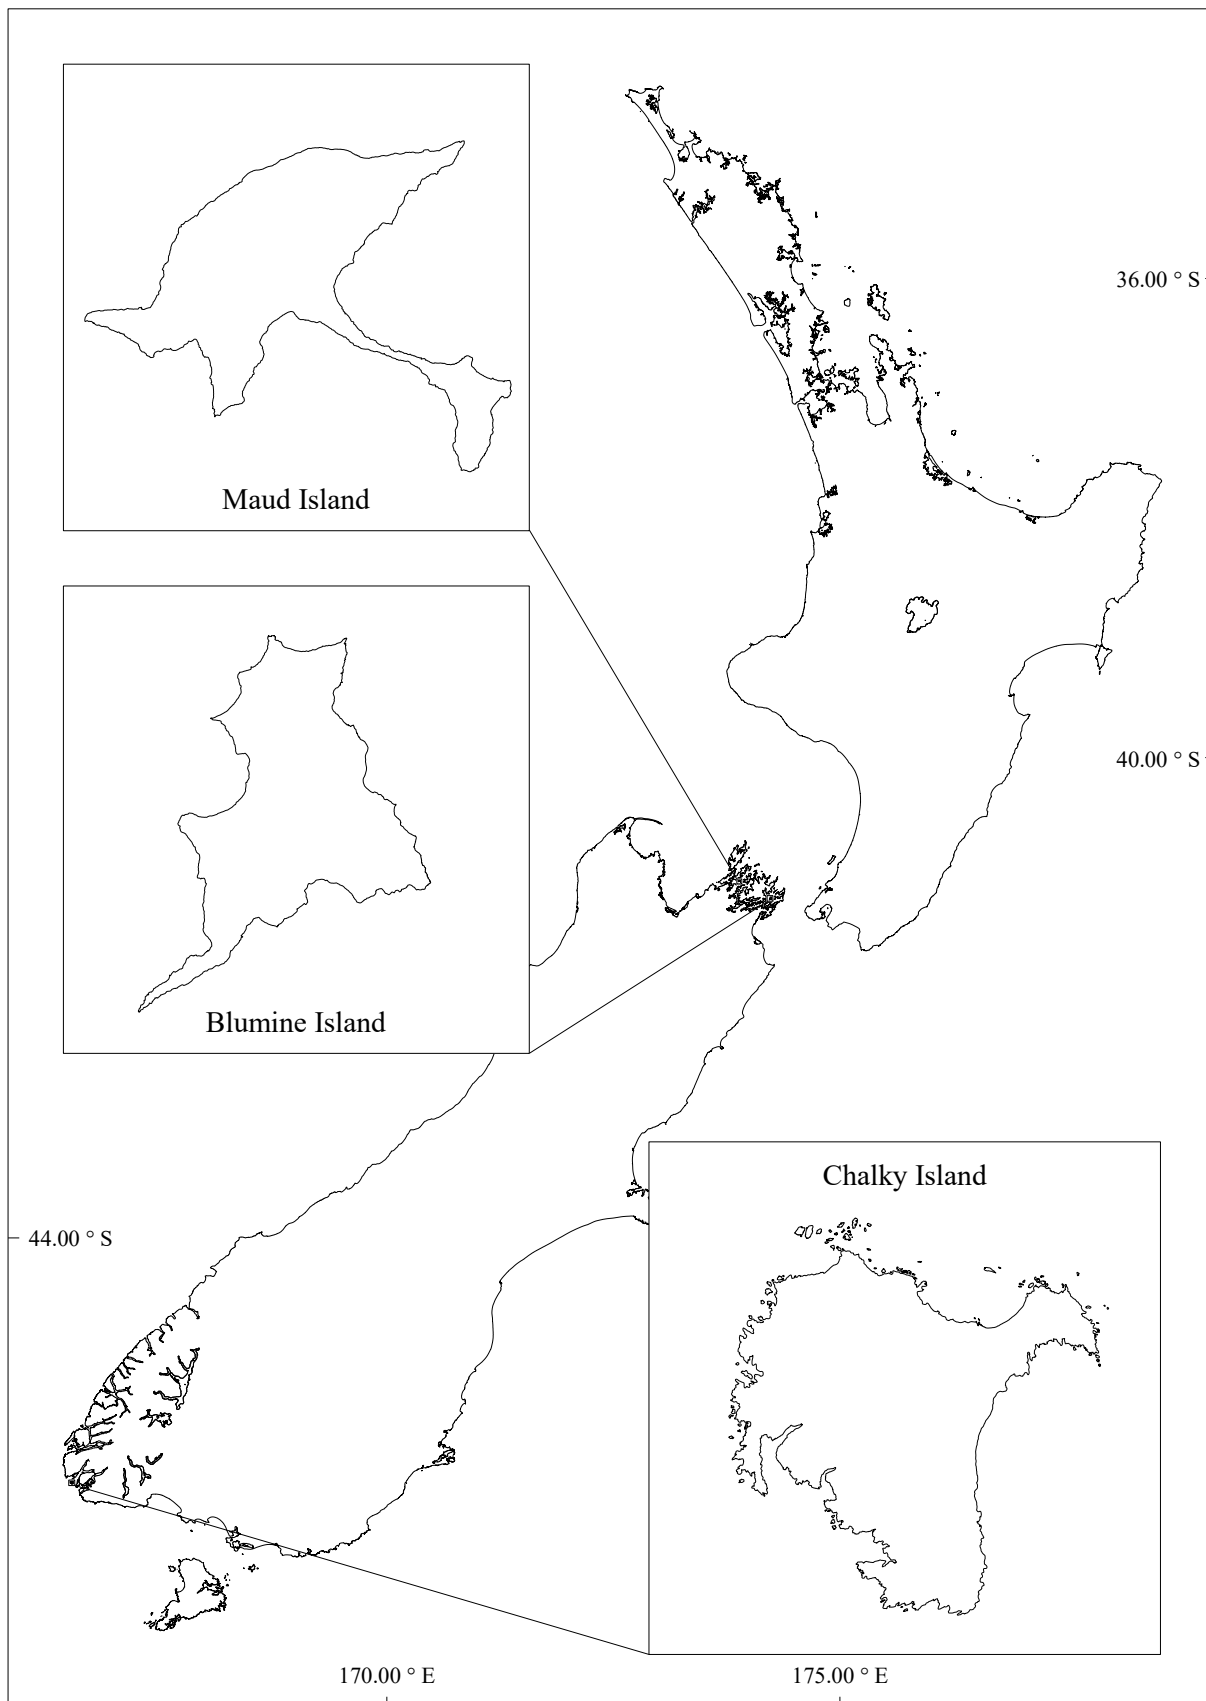 Maud Island
36.00 ° S
Blumine Island
40.00 ° S
Chalky Island
44.00 ° S
170.00 ° E
175.00 ° E